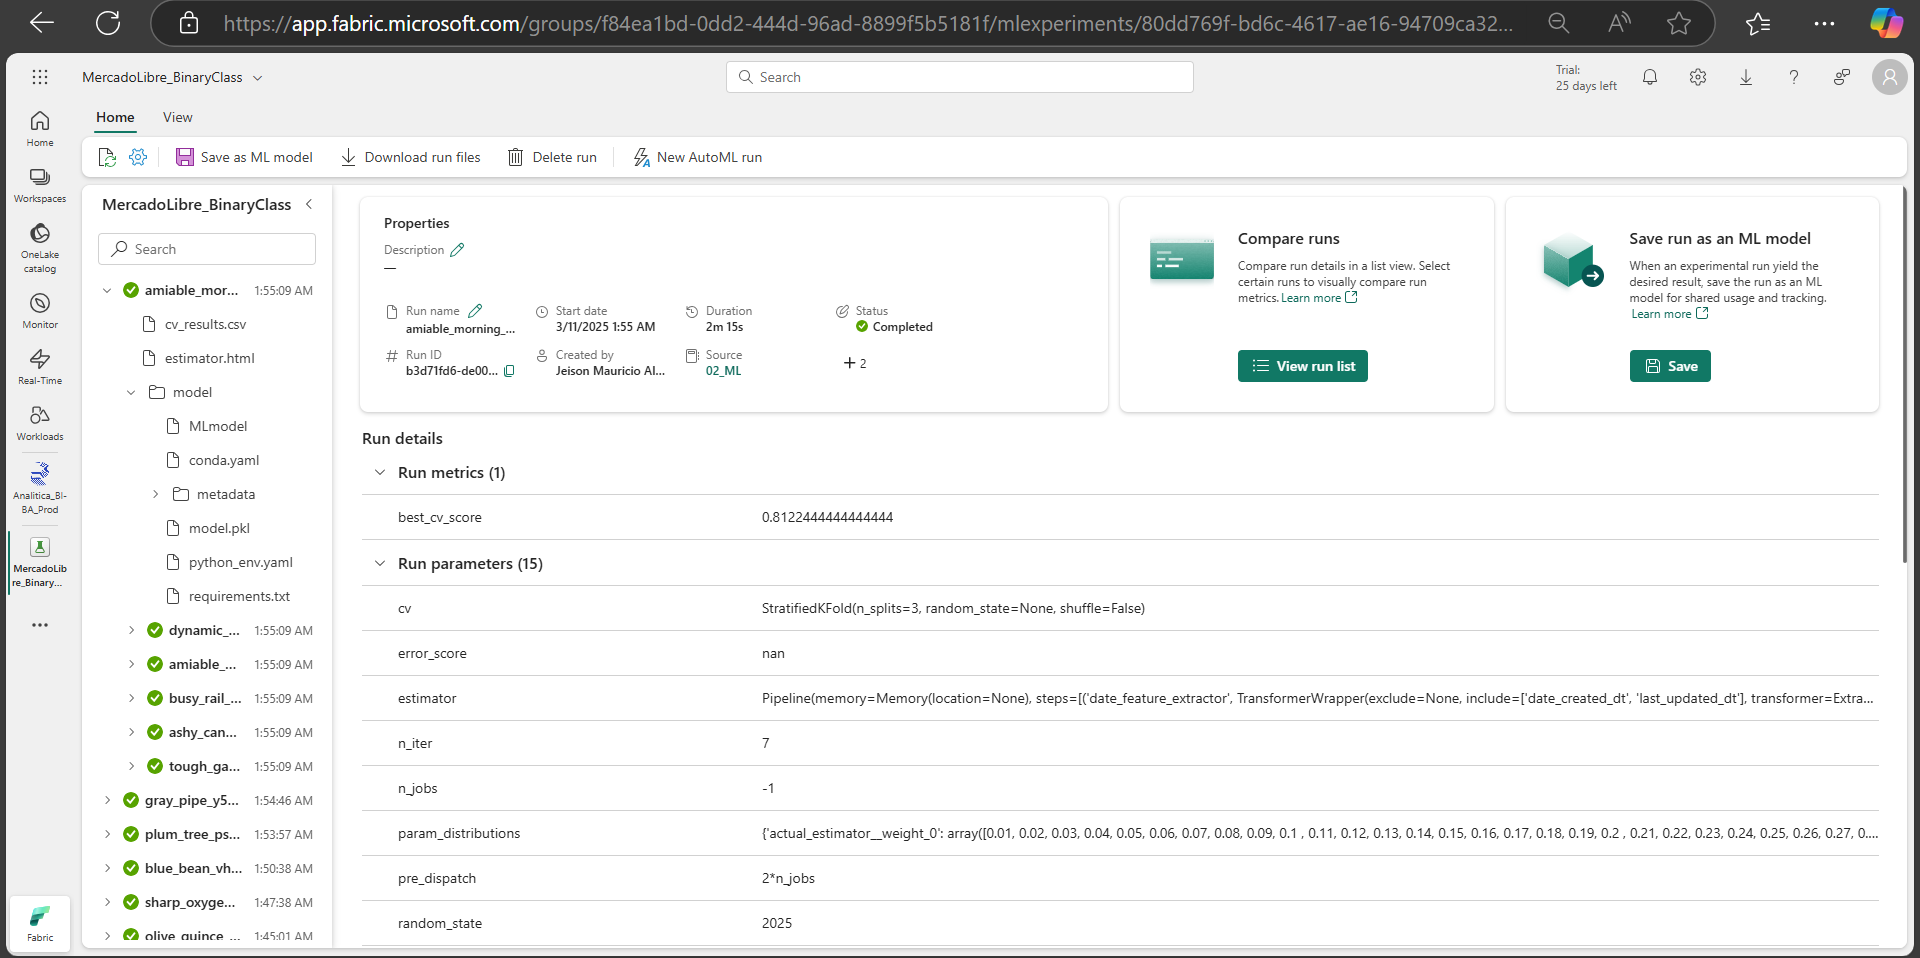 https://app.fabric.microsoft.com/groups/f84ea1bd-0dd2-444d-96ad-8899f5b5181f/mlexperiments/80dd769f-bd6c-4617-ae16-94709ca32...
MercadoLibre_BinaryClass
Search
Trial:
25 days left
Home
View
Save as ML model
Download run files
Delete run
New AutoML run
Home
Workspaces
OneLake
catalog
Monitor
Real-Time
Workloads
Analitica_BI-
BA_Prod
MercadoLib
re_Binary...
Fabric
MercadoLibre_BinaryClass
Search
amiable_mor... 1:55:09 AM
cv_results.csv
estimator.html
model
MLmodel
conda.yaml
metadata
model.pkl
python_env.yaml
requirements.txt
dynamic_... 1:55:09 AM
amiable_... 1:55:09 AM
busy_rail_... 1:55:09 AM
ashy_can... 1:55:09 AM
tough_ga... 1:55:09 AM
gray_pipe_y5... 1:54:46 AM
plum_tree_ps... 1:53:57 AM
blue_bean_vh... 1:50:38 AM
sharp_oxyge... 1:47:38 AM
olive_quince_... 1:45:01 AM
Properties
Description
—
Run name
amiable_morning_...
Start date
3/11/2025 1:55 AM
Duration
2m 15s
Status
Completed
Run ID
b3d71fd6-de00...
Created by
Jeison Mauricio Al...
Source
02_ML
+ 2
Compare runs
Compare run details in a list view. Select
certain runs to visually compare run
metrics. Learn more
View run list
Save run as an ML model
When an experimental run yield the
desired result, save the run as an ML
model for shared usage and tracking.
Learn more
Save
Run details
Run metrics (1)
best_cv_score 0.8122444444444444
Run parameters (15)
cv StratifiedKFold(n_splits=3, random_state=None, shuffle=False)
error_score nan
estimator Pipeline(memory=Memory(location=None), steps=[('date_feature_extractor', TransformerWrapper(exclude=None, include=['date_created_dt', 'last_updated_dt'], transformer=Extra...
n_iter 7
n_jobs -1
param_distributions {'actual_estimator__weight_0': array([0.01, 0.02, 0.03, 0.04, 0.05, 0.06, 0.07, 0.08, 0.09, 0.1 , 0.11, 0.12, 0.13, 0.14, 0.15, 0.16, 0.17, 0.18, 0.19, 0.2 , 0.21, 0.22, 0.23, 0.24, 0.25, 0.26, 0.27, 0....
pre_dispatch 2*n_jobs
random_state 2025